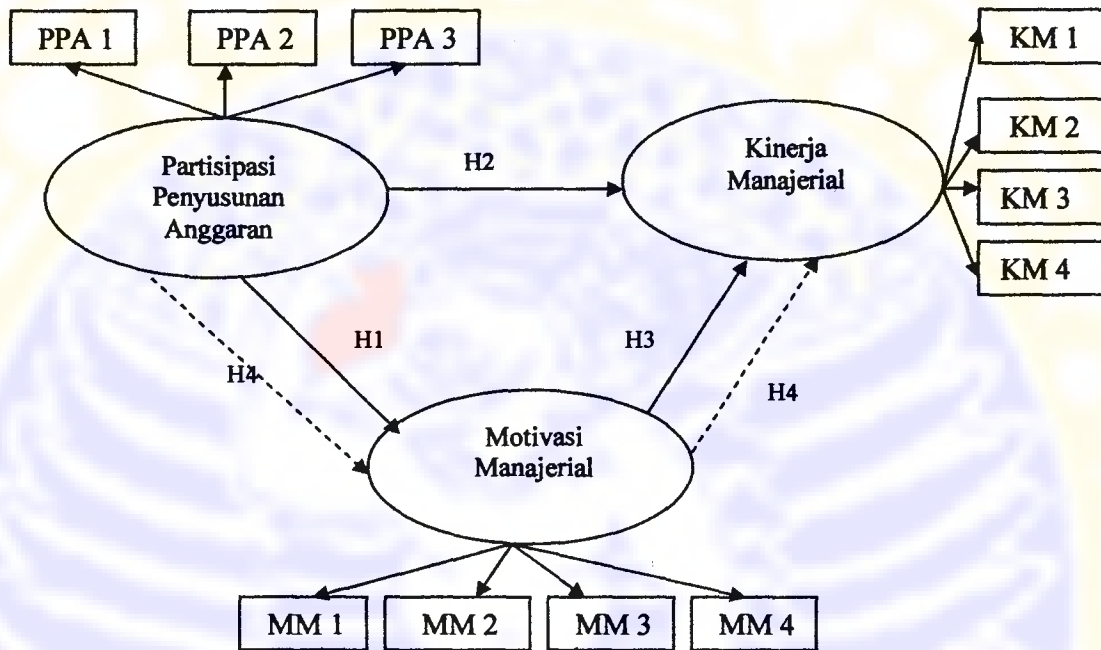 PPA 1
PPA 2
PPA 3
KM 1
KM 2
KM 3
KM 4
Partisipasi
Penyusunan
Anggaran
H2
Kinerja
Manajerial
H1
H4
H3
H4
Motivasi
Manajerial
MM 1
MM 2
MM 3
MM 4